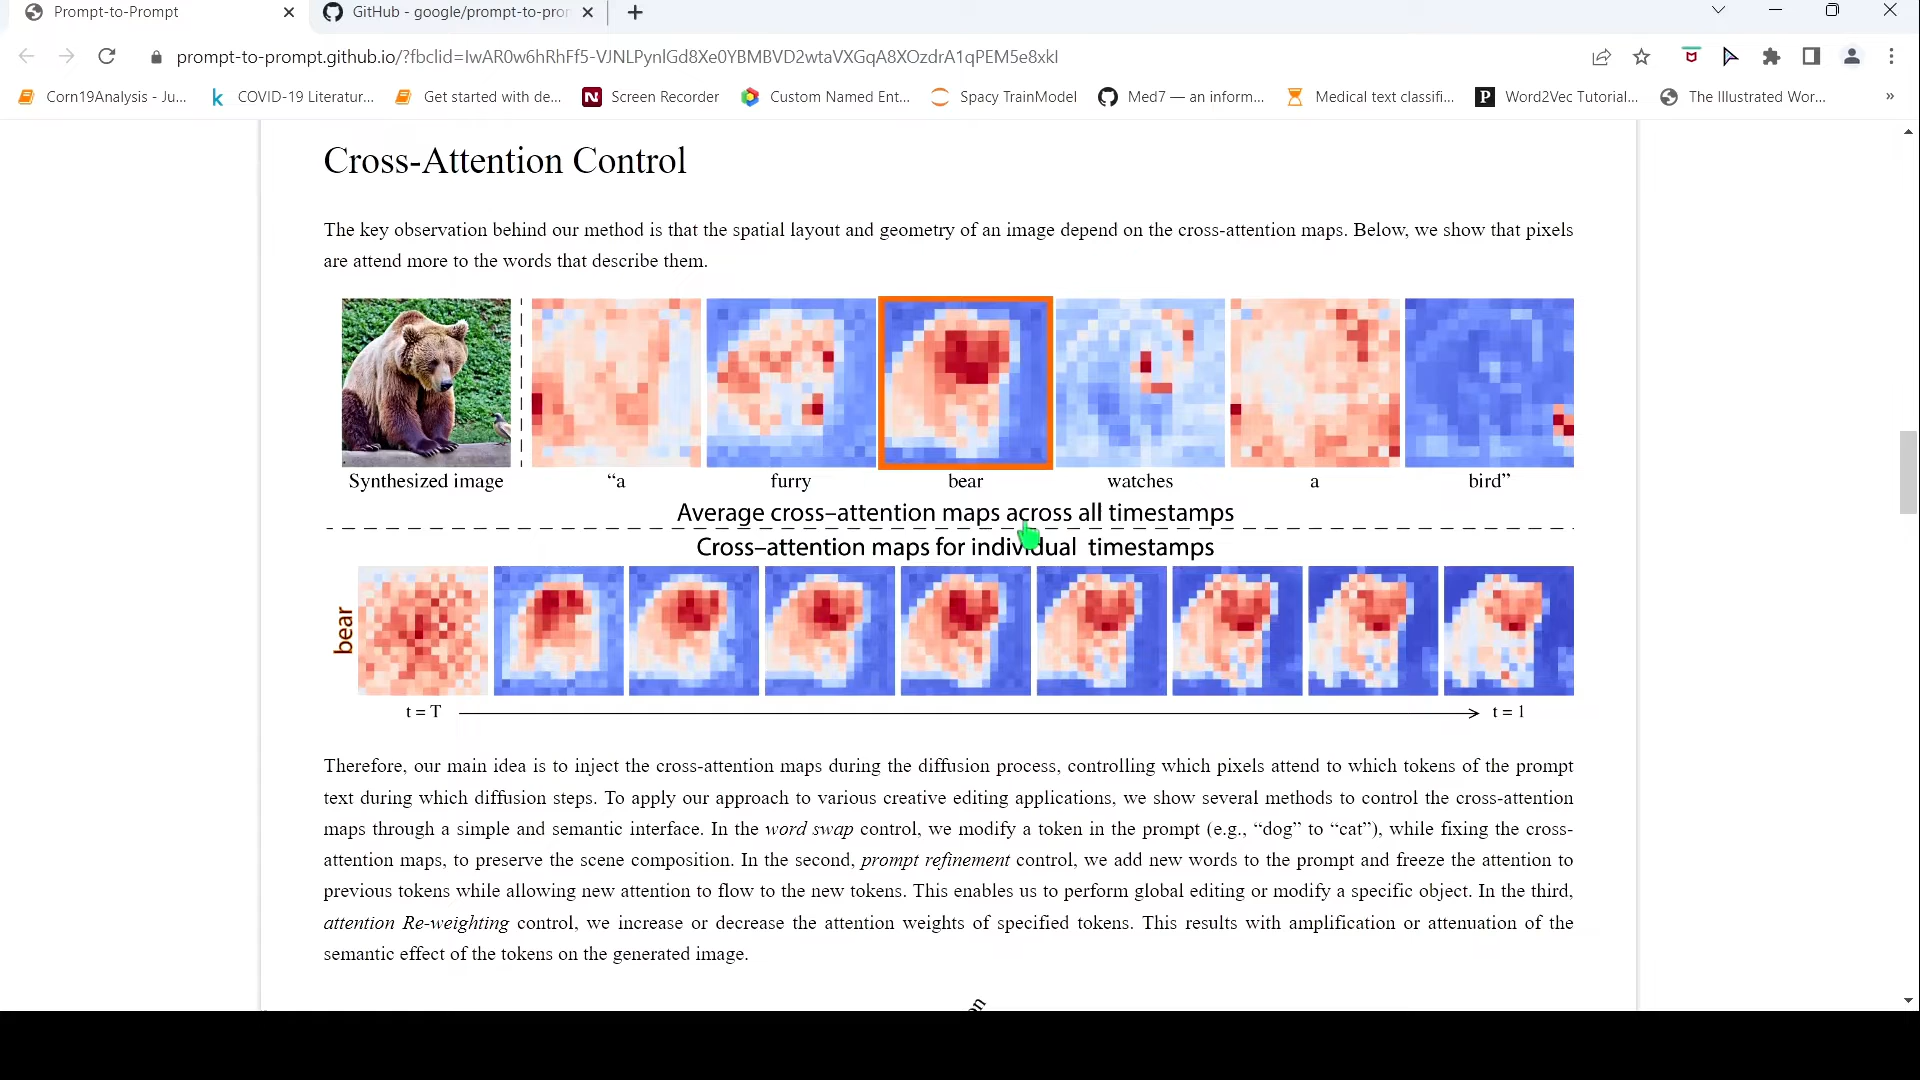 Prompt-to-Prompt
GitHub - google/prompt-to-pron
prompt-to-prompt.github.io/?fbclid=IwAR0w6hRhFf5-VJNLPynlGd8Xe0YBMBVD2wtaVXGqA8XOzdrA1qPEM5e8xkI
Corn19Analysis - Ju...
COVID-19 Literatur...
Get started with de...
Screen Recorder
Custom Named Ent...
Spacy TrainModel
Med7 — an inform...
Medical text classifi...
Word2Vec Tutorial...
The Illustrated Wor...
Cross-Attention Control
The key observation behind our method is that the spatial layout and geometry of an image depend on the cross-attention maps. Below, we show that pixels
are attend more to the words that describe them.
Synthesized image
“a
furry
bear
watches
a
bird”
Average cross-attention maps across all timestamps
Cross-attention maps for individual timestamps
bear
t = T
t = 1
Therefore, our main idea is to inject the cross-attention maps during the diffusion process, controlling which pixels attend to which tokens of the prompt
text during which diffusion steps. To apply our approach to various creative editing applications, we show several methods to control the cross-attention
maps through a simple and semantic interface. In the word swap control, we modify a token in the prompt (e.g., “dog” to “cat”), while fixing the cross-
attention maps, to preserve the scene composition. In the second, prompt refinement control, we add new words to the prompt and freeze the attention to
previous tokens while allowing new attention to flow to the new tokens. This enables us to perform global editing or modify a specific object. In the third,
attention Re-weighting control, we increase or decrease the attention weights of specified tokens. This results with amplification or attenuation of the
semantic effect of the tokens on the generated image.